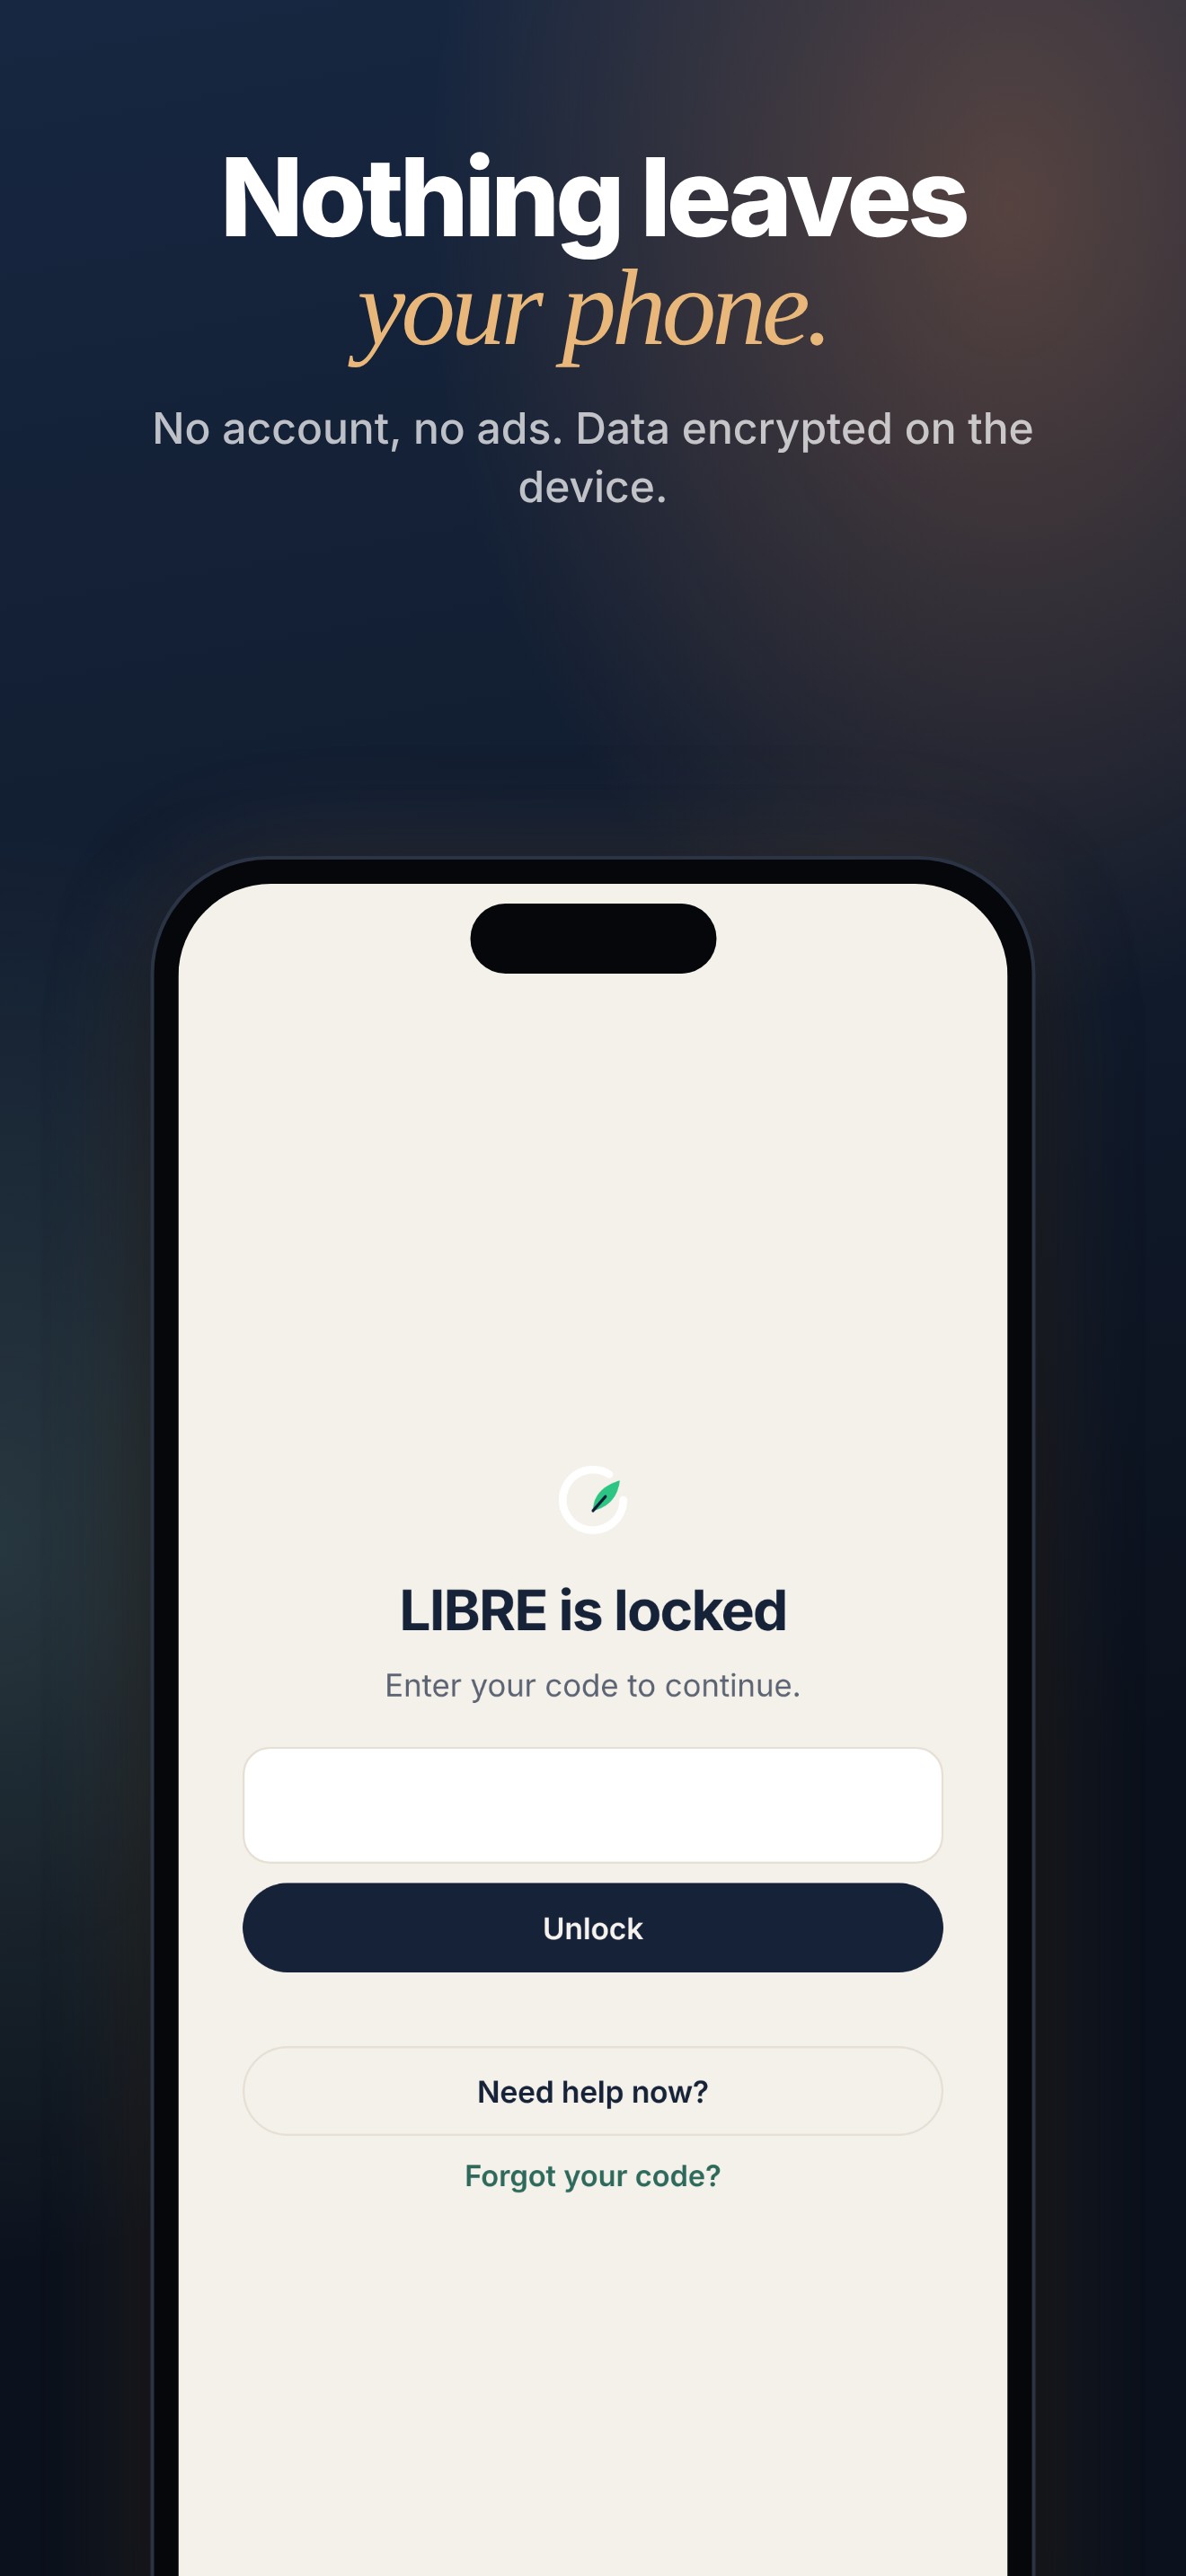 Nothing leaves
your phone.
No account, no ads. Data encrypted on the
device.
LIBRE is locked
Enter your code to continue.
Unlock
Need help now?
Forgot your code?